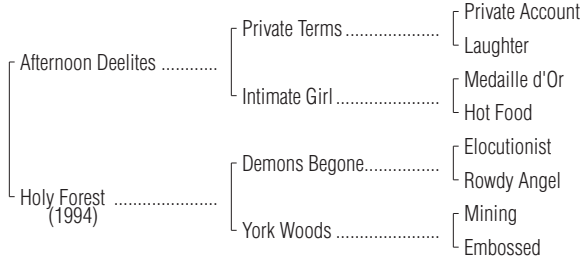 Private Account
Private Terms ....................
Laughter
Afternoon Deelites ............
Medaille d'Or
Intimate Girl ......................
Hot Food
Elocutionist
Demons Begone................
Rowdy Angel
Holy Forest ......................
(1994)
Mining
York Woods ......................
Embossed